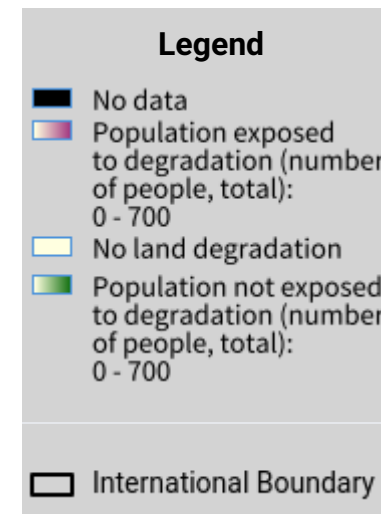 Legend
No data
Population exposed
to degradation (number
of people, total):
0 - 700
No land degradation
Population not exposed
to degradation (number
of people, total):
0 - 700
International Boundary